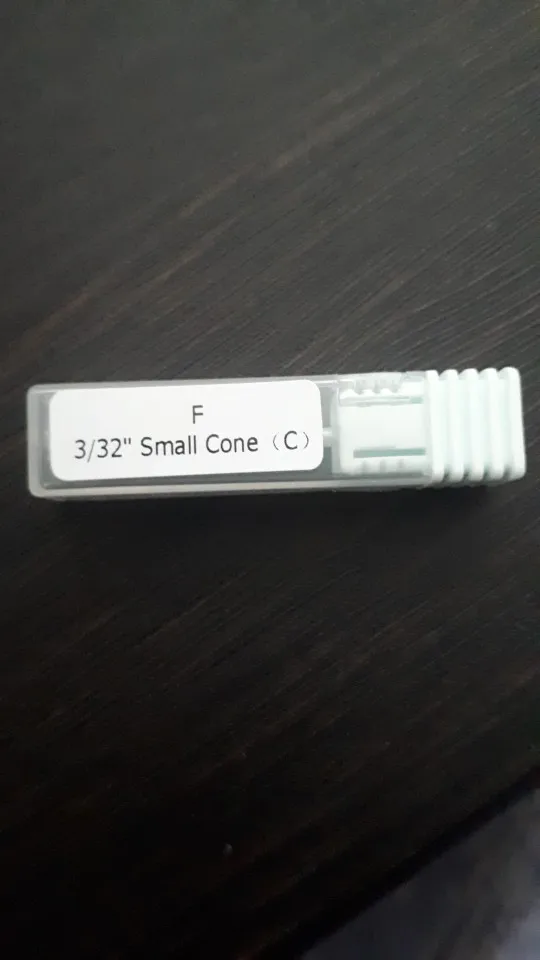 F
3/32" Small Cone（C）